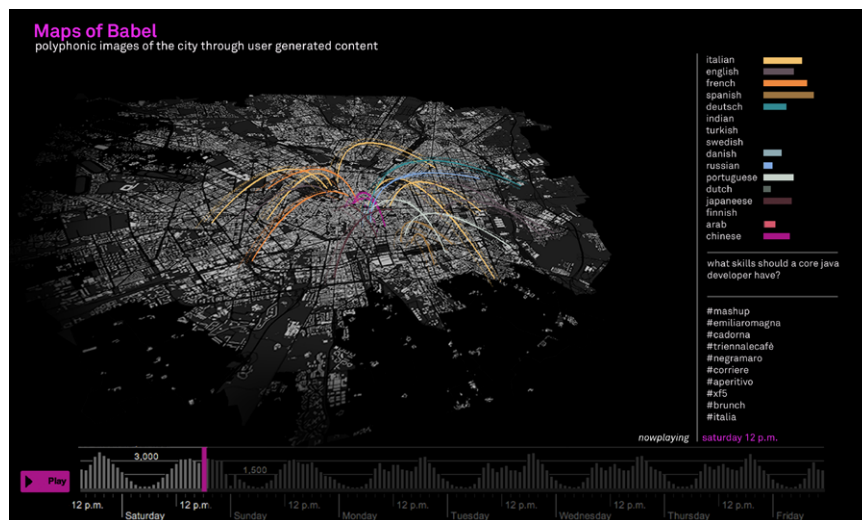 Maps of Babel
polyphonic images of the city through user generated content
italian
english
french
spanish
deutsch
indian
turkish
swedish
danish
russian
portuguese
dutch
japaneese
finnish
arab
chinese
what skills should a core java
developer have?
#mashup
#emiliaromagna
#cadorna
#triennalecafé
#negramaro
#corriere
#aperitivo
#xf5
#brunch
#italia
nowplaying saturday 12 p.m.
3,000
1,500
Play
12 p.m. 12 p.m. 12 p.m. 12 p.m. 12 p.m. 12 p.m. 12 p.m.
Saturday Sunday Monday Tuesday Wednesday Thursday Friday